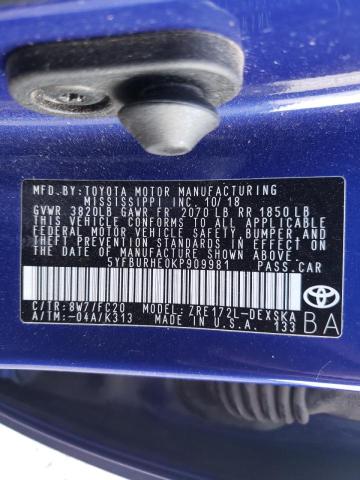 MFD.BY:TOYOTA MOTOR MANUFACTURING
MISSISSIPPI INC. 10/18
GVWR 3820LB GAWR FR 2070 LB RR 1850 LB
THIS VEHICLE CONFORMS TO ALL APPLICABLE
FEDERAL MOTOR VEHICLE SAFETY, BUMPER, AND
THEFT PREVENTION STANDARDS IN EFFECT ON
THE DATE OF MANUFACTURE SHOWN ABOVE.
5YFBURHE0KP909981 PASS.CAR
C/TR:8W7/FC20 MODEL:ZRE172L-DEXSKA
A/TM:-04A/K313 MADE IN U.S.A. 133
BA